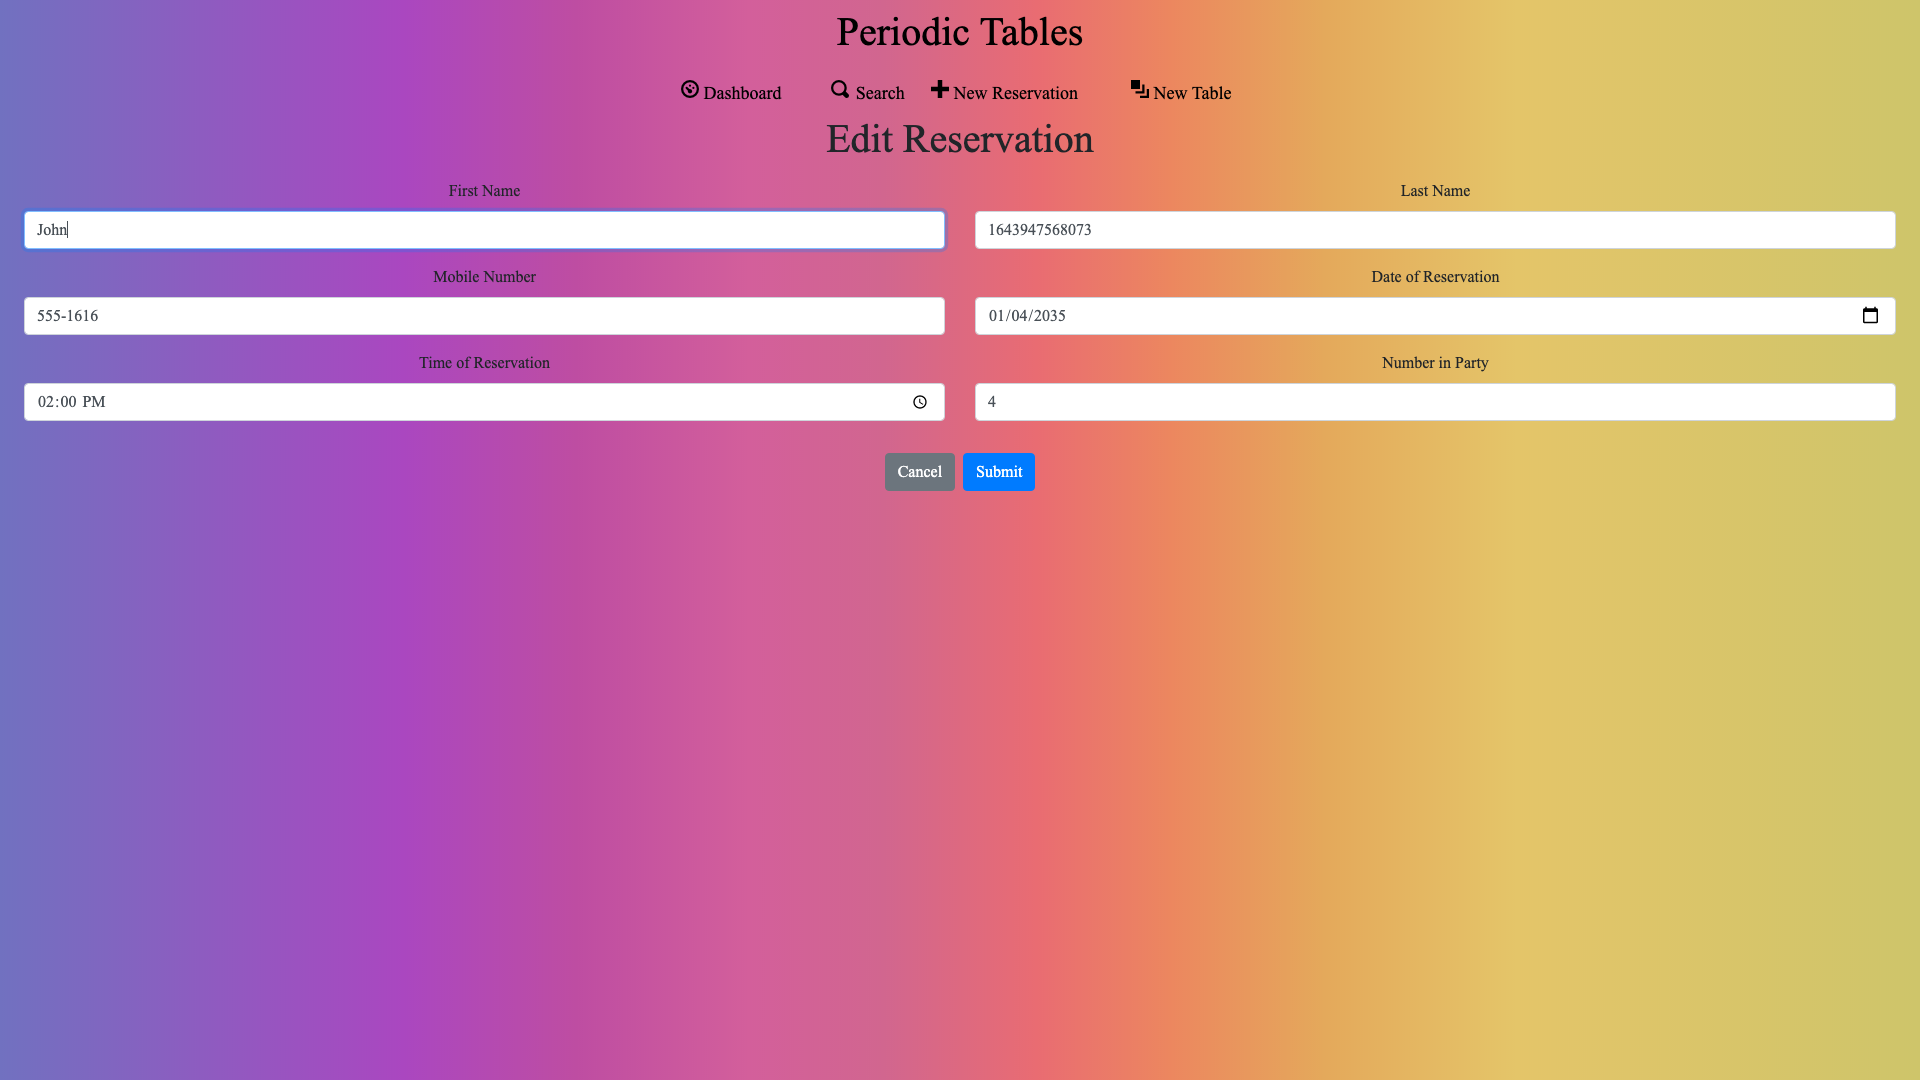 Periodic Tables
Dashboard Search New Reservation New Table
Edit Reservation
First Name Last Name
John 1643947568073
Mobile Number Date of Reservation
555-1616 01/04/2035
Time of Reservation Number in Party
02:00 PM 4
Cancel Submit